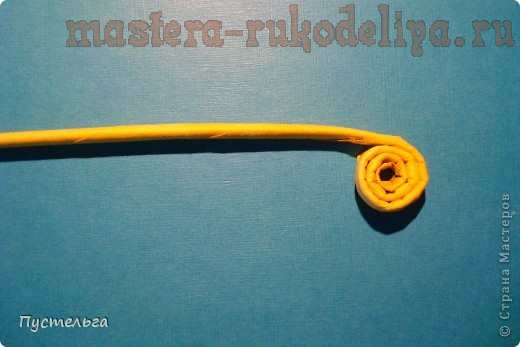 mastera-rukodeliya.ru
© Страна Мастеров
Пустельга